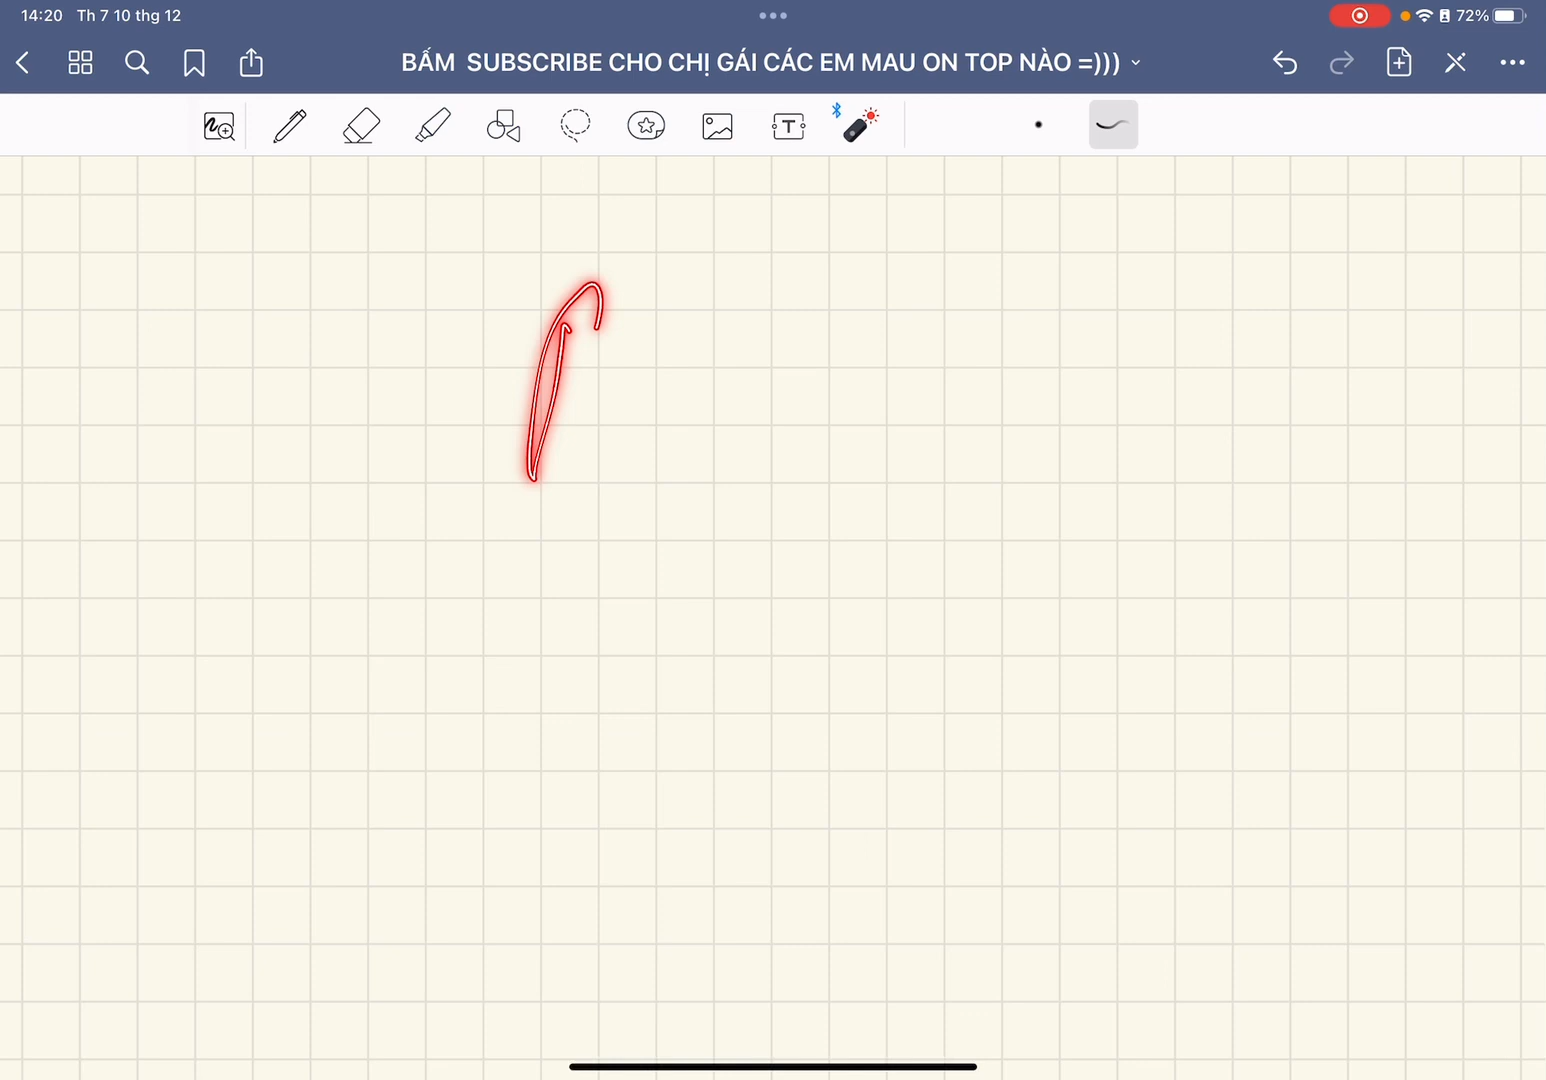 14:20 Th 7 10 thg 12 72%
BẤM SUBSCRIBE CHO CHỊ GÁI CÁC EM MAU ON TOP NÀO =)))